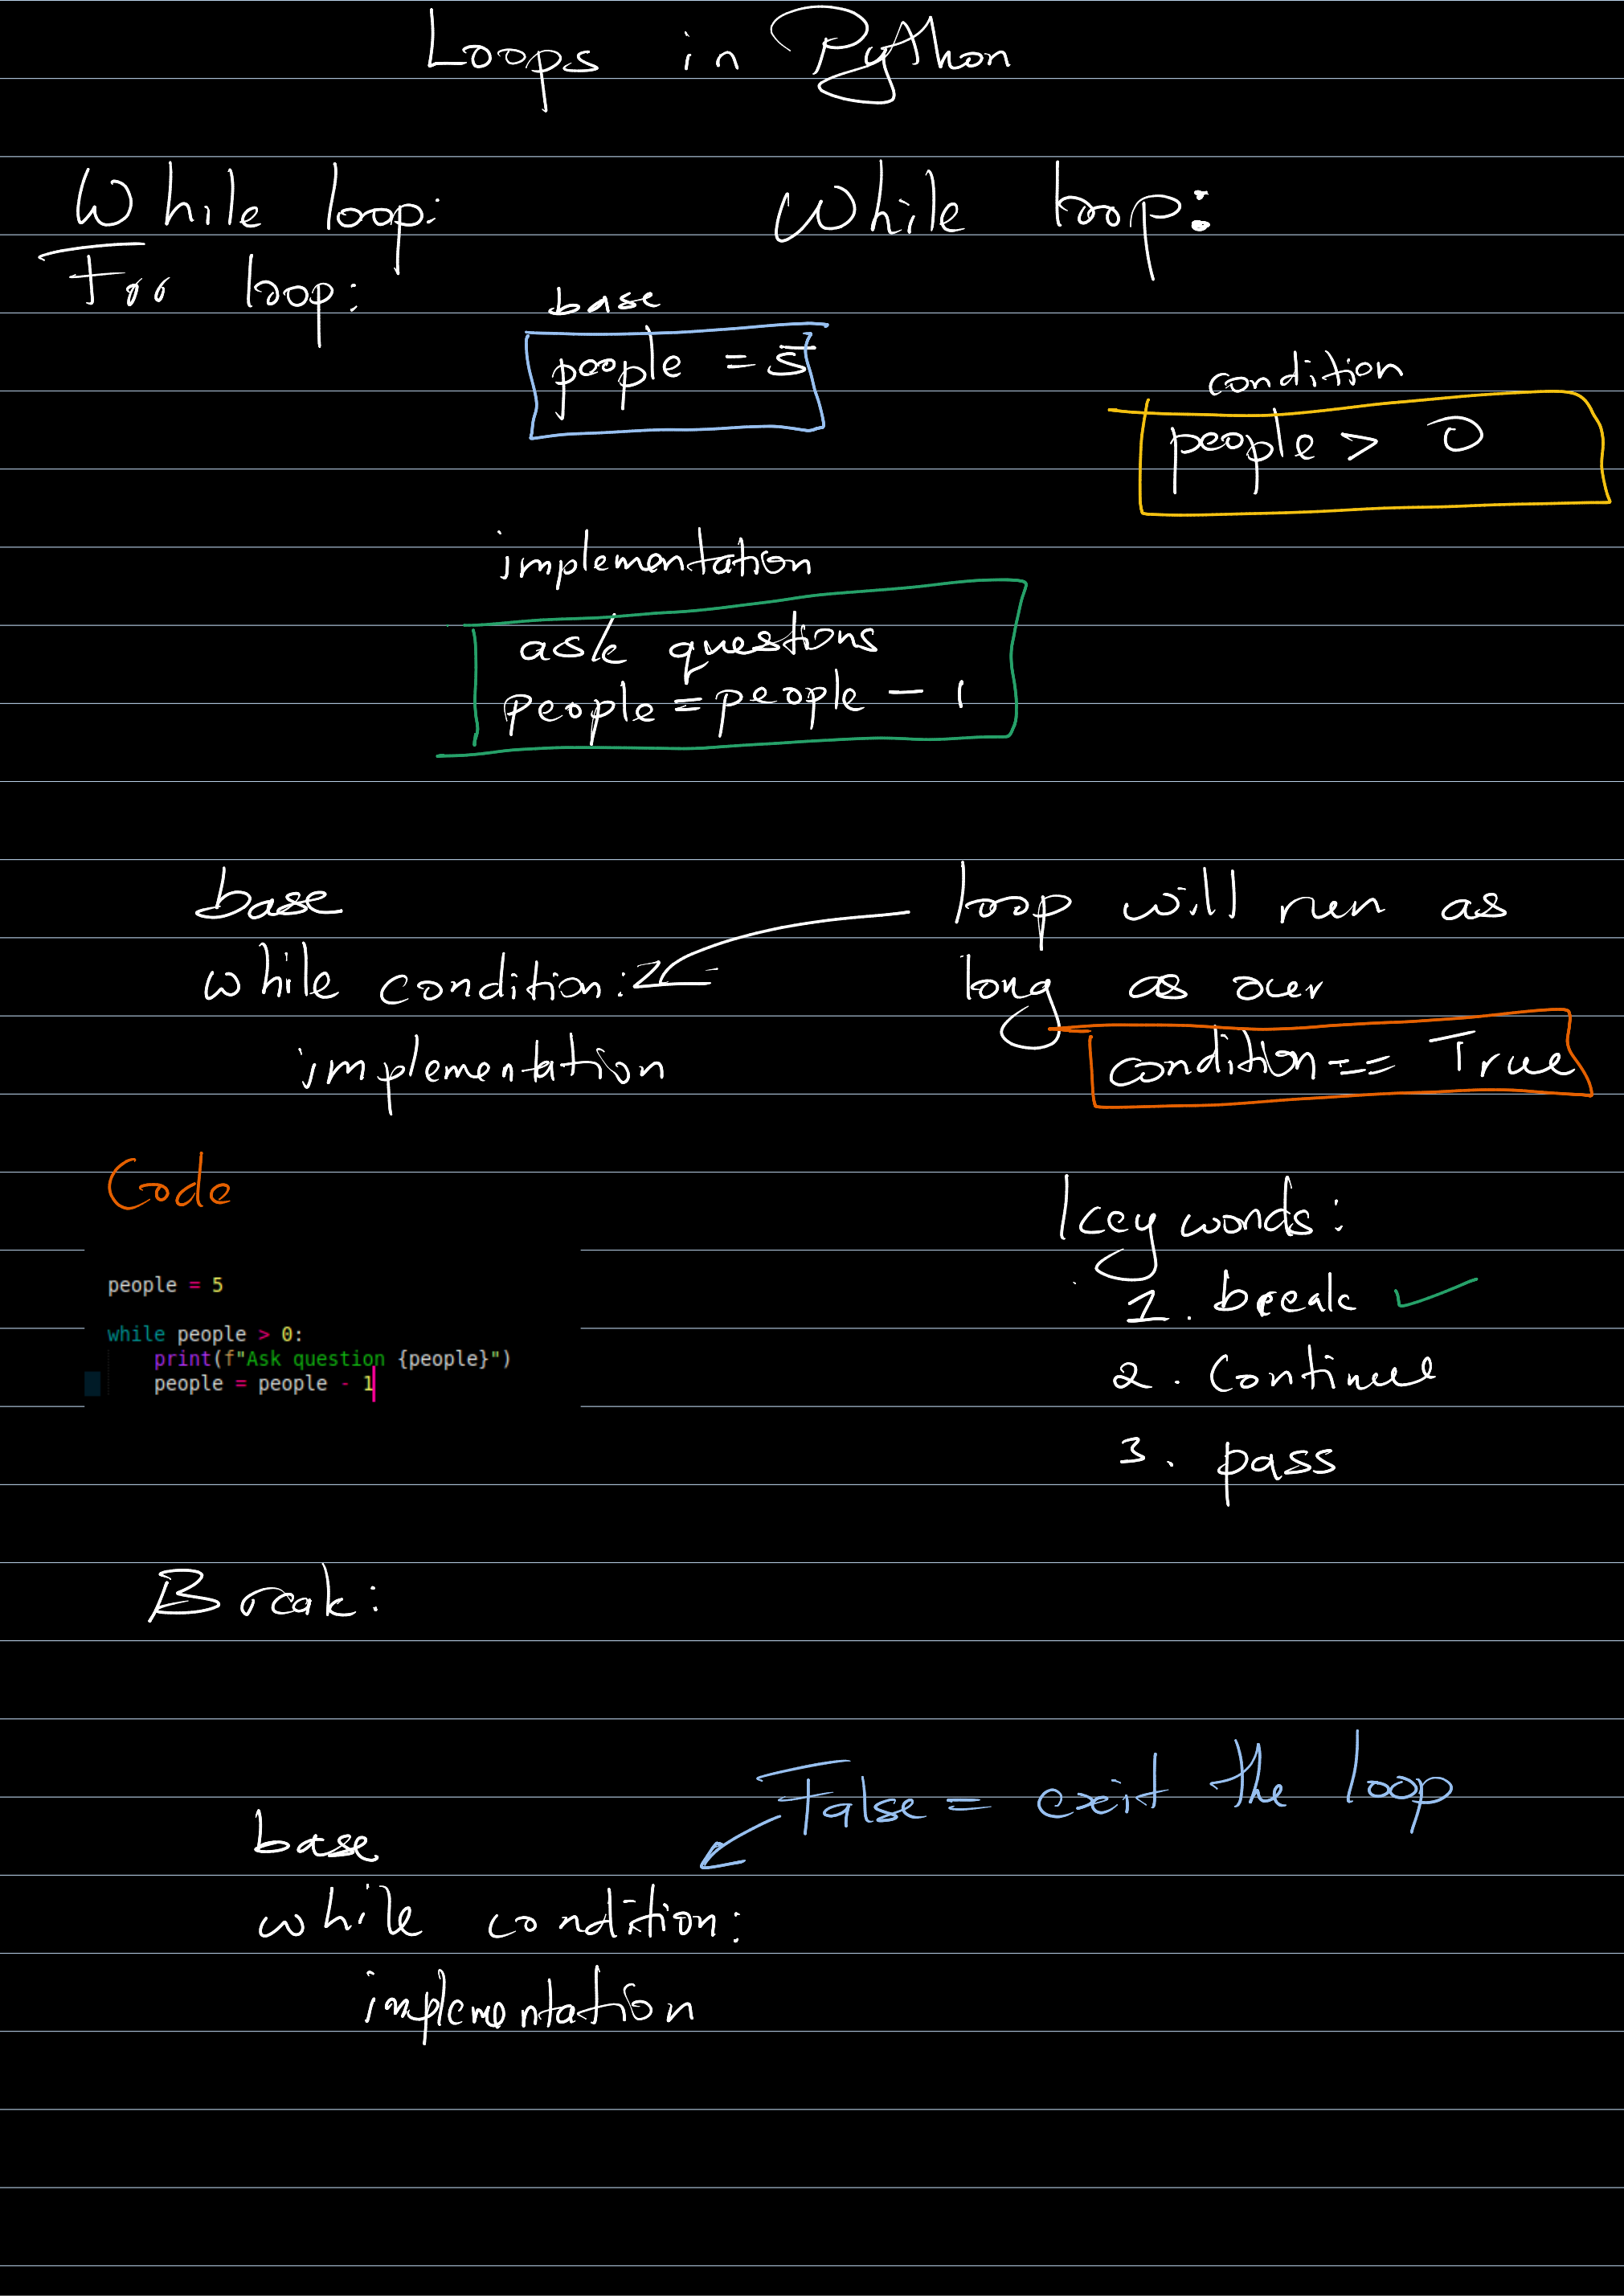 Loops in Python
While loop:
For loop:
While loop:
base
people = 5
condition
people > 0
implementation
ask questions
people = people - 1
base
while condition:
implementation
loop will run as
long as our
condition == True
Code
people = 5
while people > 0:
print(f"Ask question {people}")
people = people - 1
Key words:
1. break ✓
2. Continue
3. pass
Break:
False = exit the loop
base
while condition:
implementation